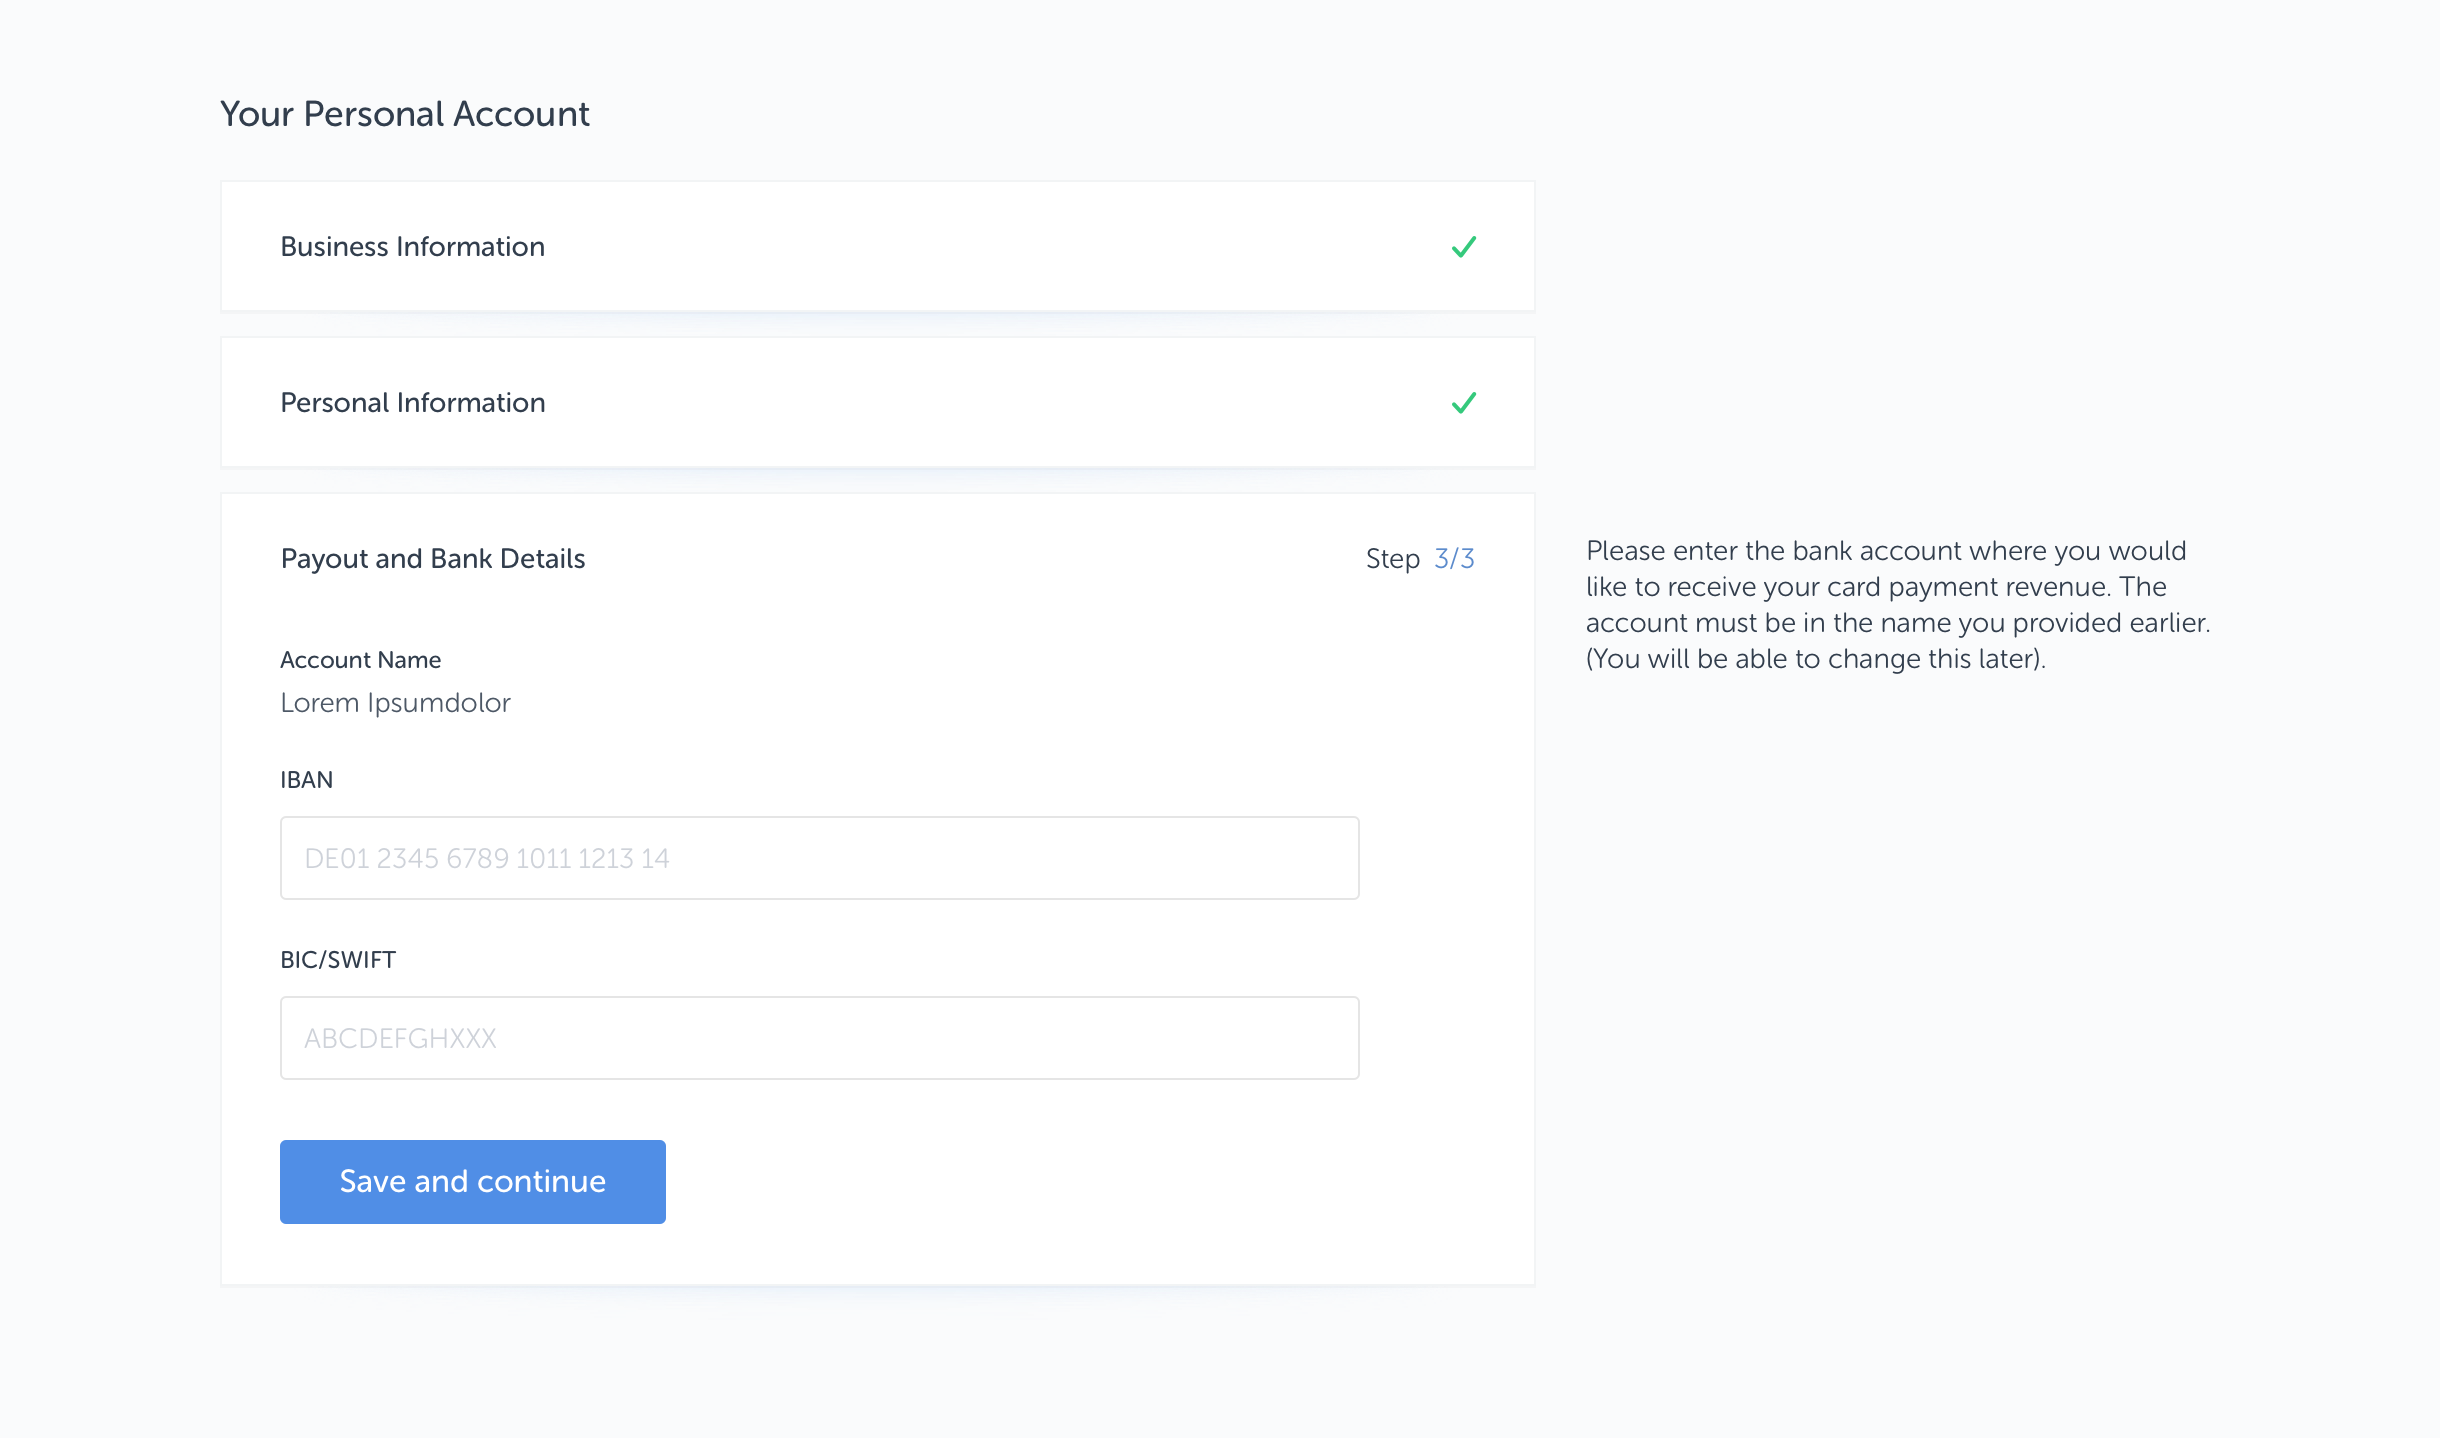 Your Personal Account
Business Information
Personal Information
Payout and Bank Details
Step 3/3
Please enter the bank account where you would
like to receive your card payment revenue. The
account must be in the name you provided earlier.
(You will be able to change this later).
Account Name
Lorem Ipsumdolor
IBAN
DE01 2345 6789 1011 1213 14
BIC/SWIFT
ABCDEFGHXXX
Save and continue